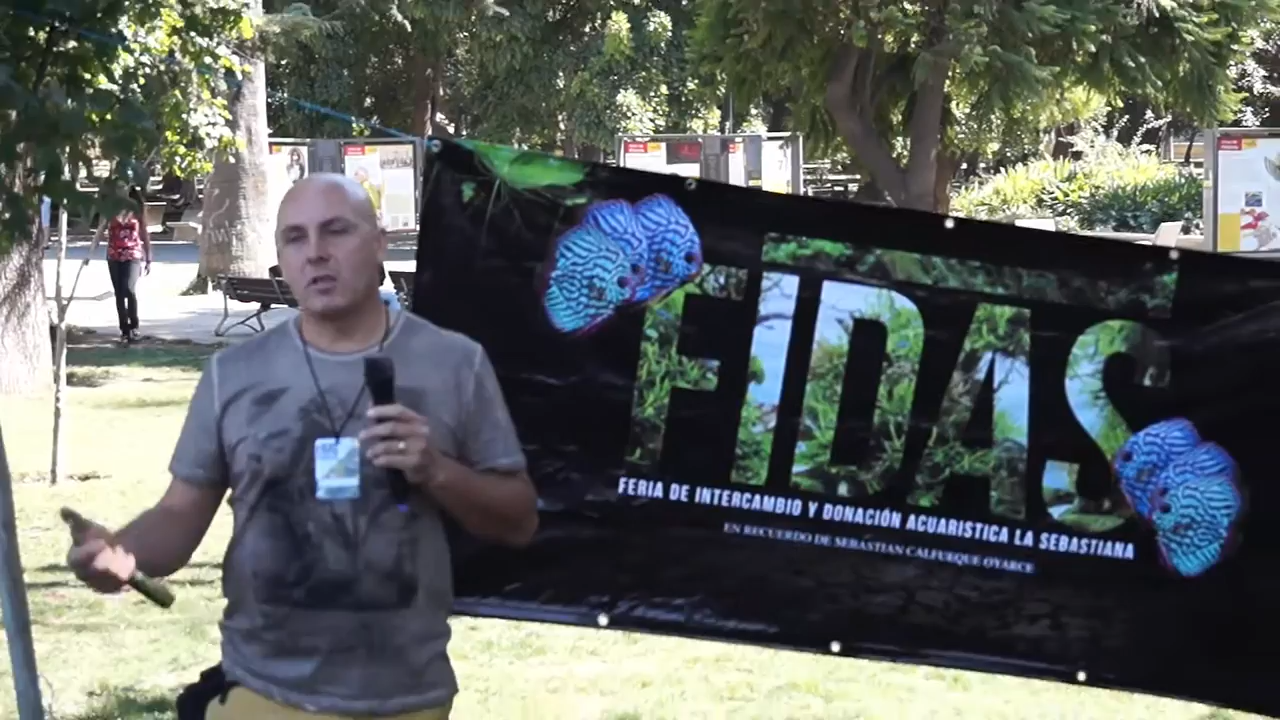 FIDAS
FERIA DE INTERCAMBIO Y DONACIÓN ACUARISTICA LA SEBASTIANA
EN RECUERDO DE SEBASTIAN CALFUEQUE OYARCE